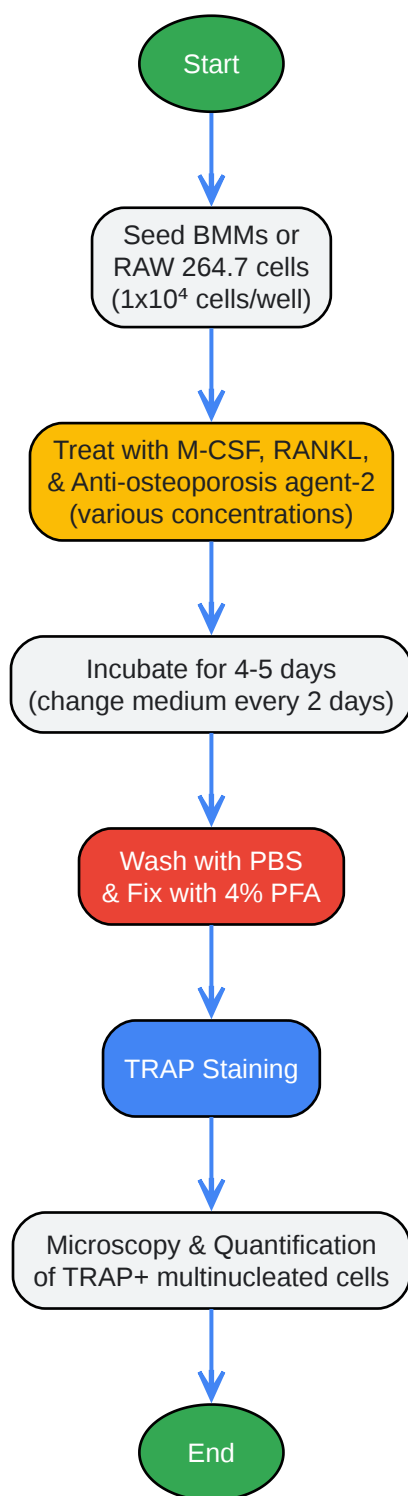 Start
Seed BMMs or
RAW 264.7 cells
(1x10⁴ cells/well)
Treat with M-CSF, RANKL,
& Anti-osteoporosis agent-2
(various concentrations)
Incubate for 4-5 days
(change medium every 2 days)
Wash with PBS
& Fix with 4% PFA
TRAP Staining
Microscopy & Quantification
of TRAP+ multinucleated cells
End